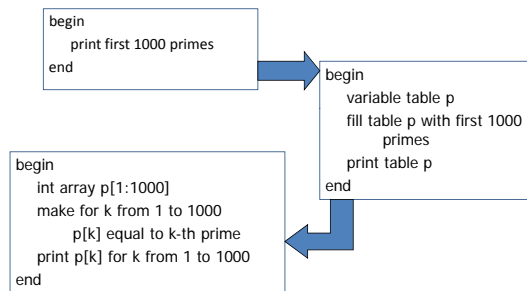 begin
print first 1000 primes
end
begin
variable table p
fill table p with first 1000
primes
print table p
end
begin
int array p[1:1000]
make for k from 1 to 1000
p[k] equal to k-th prime
print p[k] for k from 1 to 1000
end